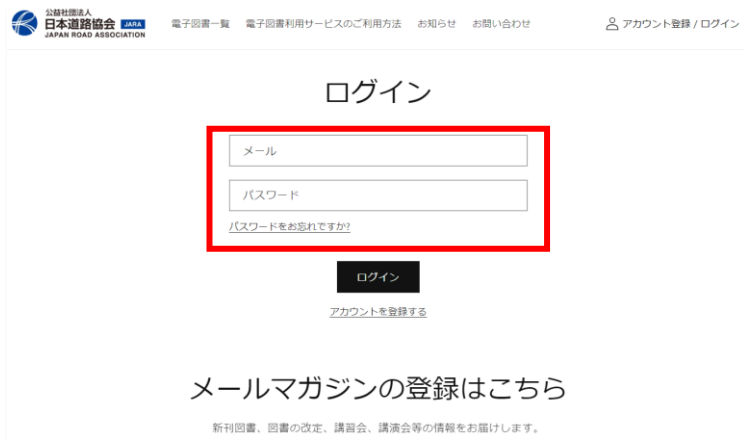 公益社団法人
日本道路協会 JARA
JAPAN ROAD ASSOCIATION
電子図書一覧 電子図書利用サービスのご利用方法 お知らせ お問い合わせ
アカウント登録 / ログイン
ログイン
メール
パスワード
パスワードをお忘れですか?
ログイン
アカウントを登録する
メールマガジンの登録はこちら
新刊図書、図書の改定、講習会、講演会等の情報をお届けします。